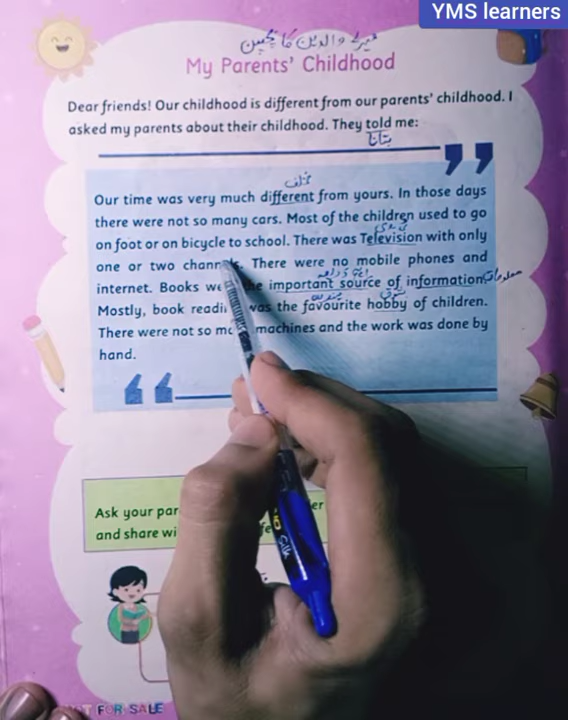 YMS learners
میرے والدین کا بچپن
My Parents' Childhood
Dear friends! Our childhood is different from our parents' childhood. I
asked my parents about their childhood. They told me:
بتانا
مختلف
Our time was very much different from yours. In those days
there were not so many cars. Most of the children used to go
on foot or on bicycle to school. There was Television with only
one or two There were no mobile phones and
internet. Books important source of information معلومات
Mostly, book the favourite hobby of children.
There were not so machines and the work was done by
hand.
Ask your
and share
Silk
FOR SALE